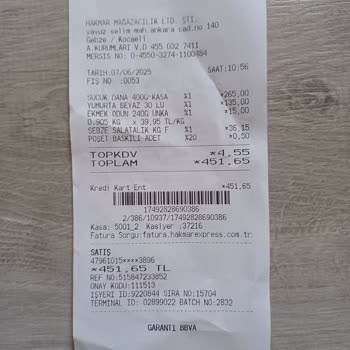 HAKMAR MAĞAZACILIK LTD. ŞTİ.
yavuz selim mah.ankara cad.no 140
Gebze / Kocaeli
A.KURUMLARI V.D 455 032 7411
MERSIS NO: 0-4550-3274-1100484
TARİH:07/06/2025 SAAT:10:56
FİŞ NO :0053
SUCUK DANA 400G KASA %1 *265,00
YUMURTA BEYAZ 30 LU %1 *135,00
EKMEK ODUN 240G UNKA %1 *15,00
0.905 KG x 39.95 TL/KG
SEBZE SALATALIK KG F %1 *36,15
POŞET BASKILI ADET %20 *0,50
TOPKDV *4,55
TOPLAM *451,65
Kredi Kart Ent *451,65
17492828690386
2/386/10937/17492828690386
Kasa: 5001_2 Kasiyer :37216
Fatura Sorgu:fatura.hakmarexpress.com.tr
SATIŞ
47961015****3896
*451,65 TL
REF NO:515847233852
ONAY KODU:111513
İŞYERİ ID:9220644 SIRA NO:15704
TERMINAL ID: 02899022 BATCH NO:2832
GARANTİ BBVA